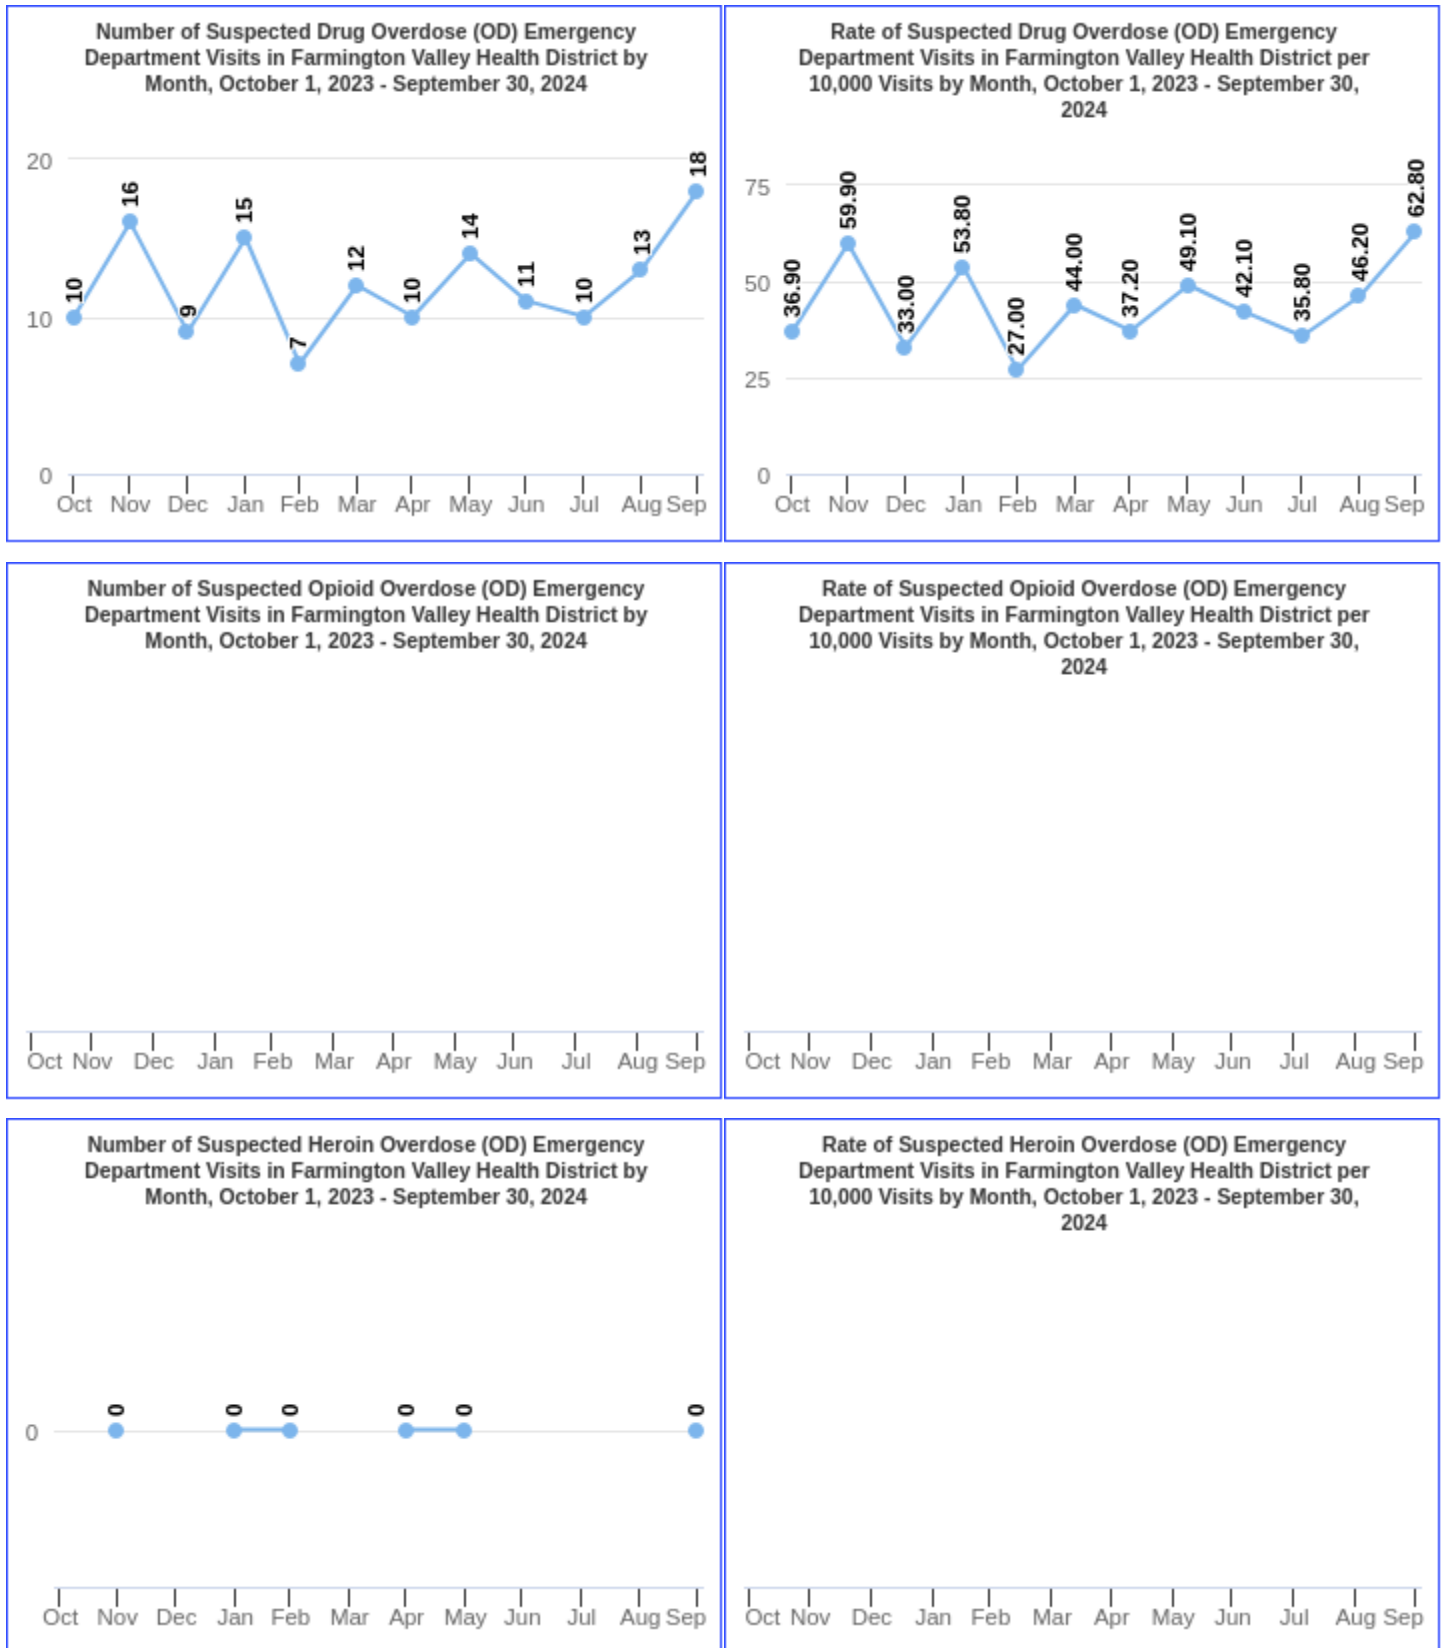 Number of Suspected Drug Overdose (OD) Emergency
Department Visits in Farmington Valley Health District by
Month, October 1, 2023 - September 30, 2024
20
10
0
10
16
9
15
7
12
10
14
11
10
13
18
Oct Nov Dec Jan Feb Mar Apr May Jun Jul Aug Sep
Rate of Suspected Drug Overdose (OD) Emergency
Department Visits in Farmington Valley Health District per
10,000 Visits by Month, October 1, 2023 - September 30,
2024
75
50
25
0
36.90
59.90
33.00
53.80
27.00
44.00
37.20
49.10
42.10
35.80
46.20
62.80
Oct Nov Dec Jan Feb Mar Apr May Jun Jul Aug Sep
Number of Suspected Opioid Overdose (OD) Emergency
Department Visits in Farmington Valley Health District by
Month, October 1, 2023 - September 30, 2024
Oct Nov Dec Jan Feb Mar Apr May Jun Jul Aug Sep
Rate of Suspected Opioid Overdose (OD) Emergency
Department Visits in Farmington Valley Health District per
10,000 Visits by Month, October 1, 2023 - September 30,
2024
Oct Nov Dec Jan Feb Mar Apr May Jun Jul Aug Sep
Number of Suspected Heroin Overdose (OD) Emergency
Department Visits in Farmington Valley Health District by
Month, October 1, 2023 - September 30, 2024
0
0
0
0
0
0
0
Oct Nov Dec Jan Feb Mar Apr May Jun Jul Aug Sep
Rate of Suspected Heroin Overdose (OD) Emergency
Department Visits in Farmington Valley Health District per
10,000 Visits by Month, October 1, 2023 - September 30,
2024
Oct Nov Dec Jan Feb Mar Apr May Jun Jul Aug Sep